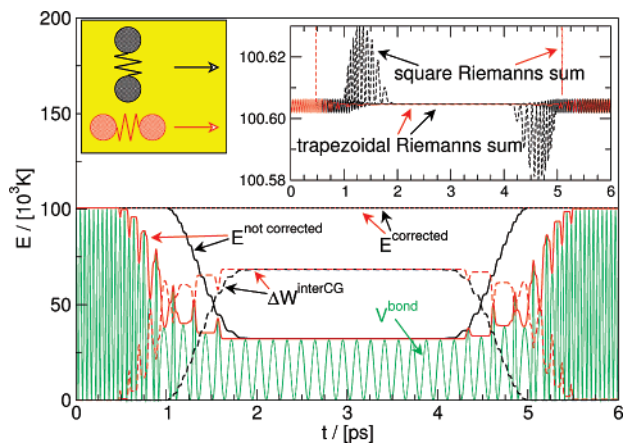 200
150
100
50
0
E / [10³K]
100.62
100.60
100.58
square Riemanns sum
trapezoidal Riemanns sum
0 1 2 3 4 5 6
E^not corrected
E^corrected
ΔW^interCG
V^bond
0 1 2 3 4 5 6
t / [ps]